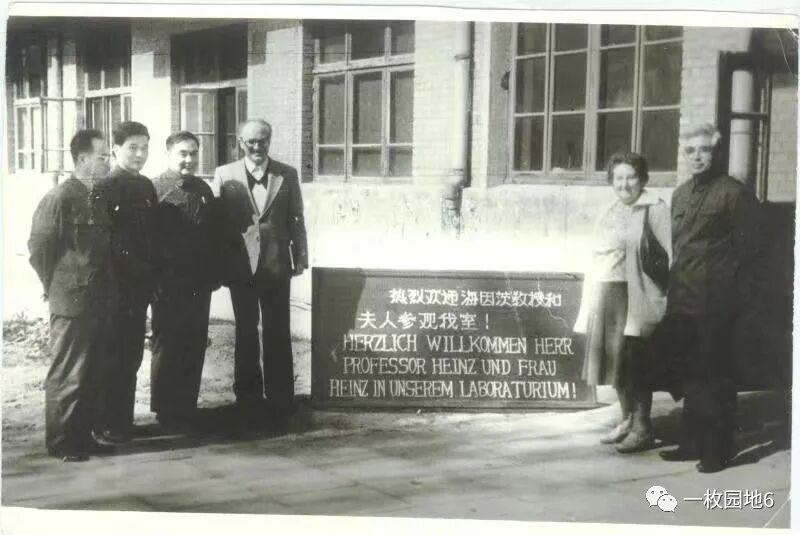 热烈欢迎海因茨教授和
夫人参观我室！
HERZLICH WILLKOMMEN HERR
PROFESSOR HEINZ UND FRAU
HEINZ IN UNSEREM LABORATURIUM!
一枚园地6